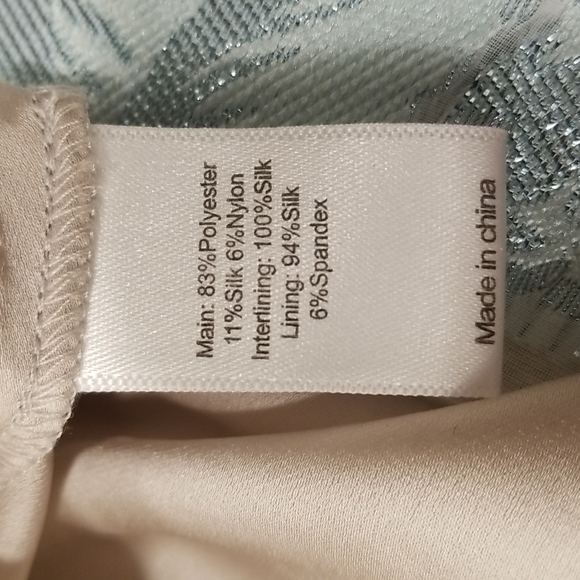 Main: 83%Polyester
11%Silk 6%Nylon
Interlining: 100%Silk
Lining: 94%Silk
6%Spandex
Made in china